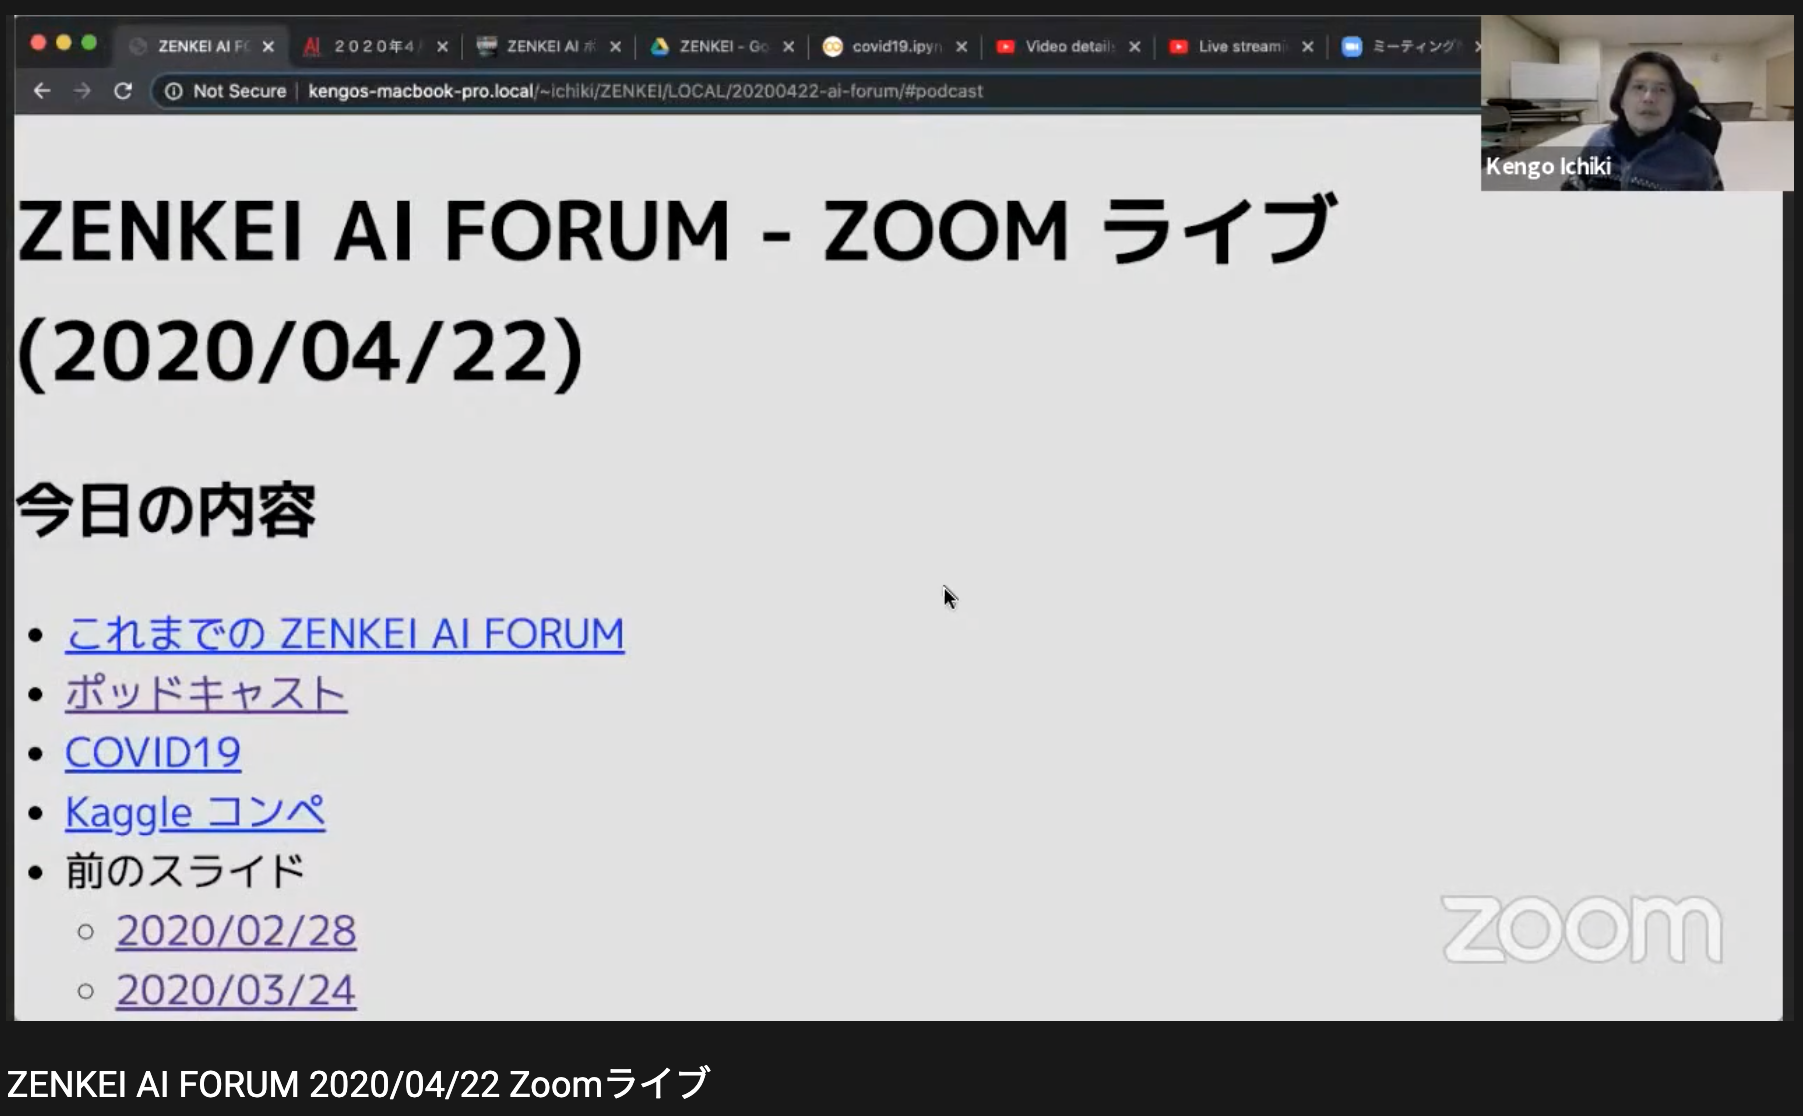 ZENKEI AI F
2020年4
ZENKEI AI ポ
ZENKEI - Go
covid19.ipyn
Video detail
Live stream
ミーティング
Not Secure | kengos-macbook-pro.local/~ichiki/ZENKEI/LOCAL/20200422-ai-forum/#podcast
Kengo Ichiki
ZENKEI AI FORUM - ZOOM ライブ
(2020/04/22)
今日の内容
これまでの ZENKEI AI FORUM
ポッドキャスト
COVID19
Kaggle コンペ
前のスライド
2020/02/28
2020/03/24
zoom
ZENKEI AI FORUM 2020/04/22 Zoomライブ